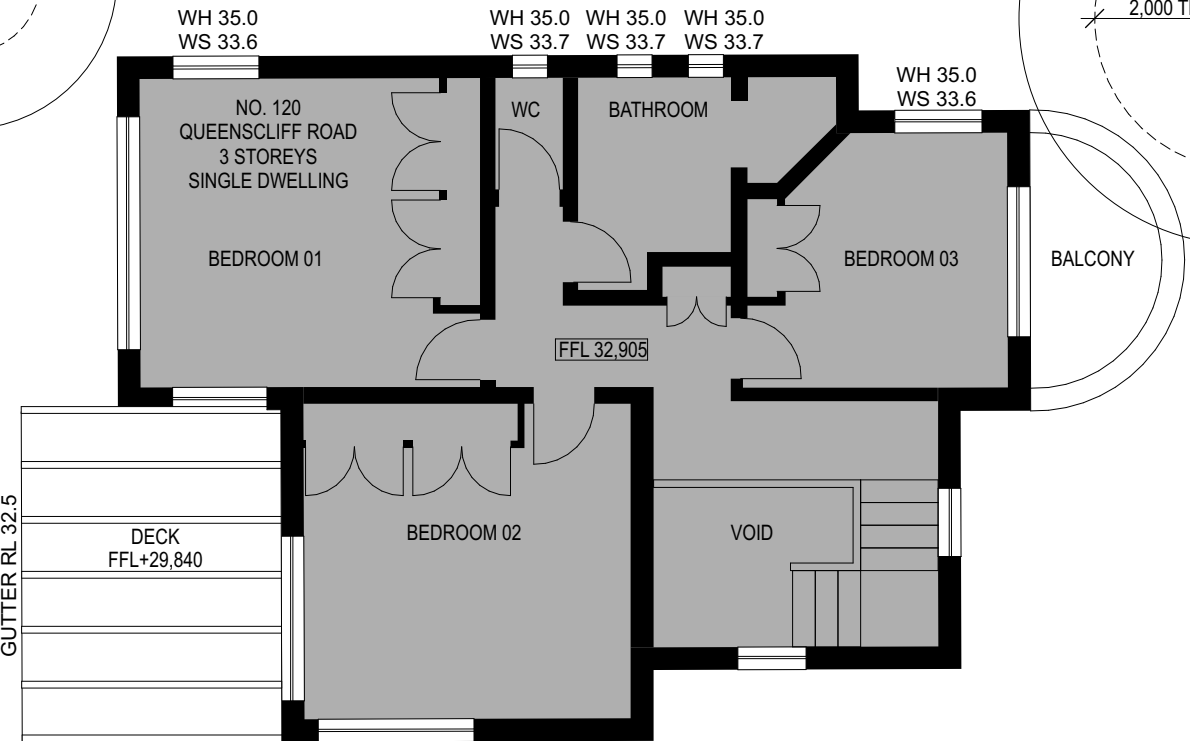 2,000
WH 35.0
WS 33.6
WH 35.0
WS 33.7
WH 35.0
WS 33.7
WH 35.0
WS 33.7
WH 35.0
WS 33.6
NO. 120
QUEENSCLIFF ROAD
3 STOREYS
SINGLE DWELLING
WC
BATHROOM
BEDROOM 01
BEDROOM 03
BALCONY
FFL 32,905
GUTTER RL 32.5
DECK
FFL+29,840
BEDROOM 02
VOID